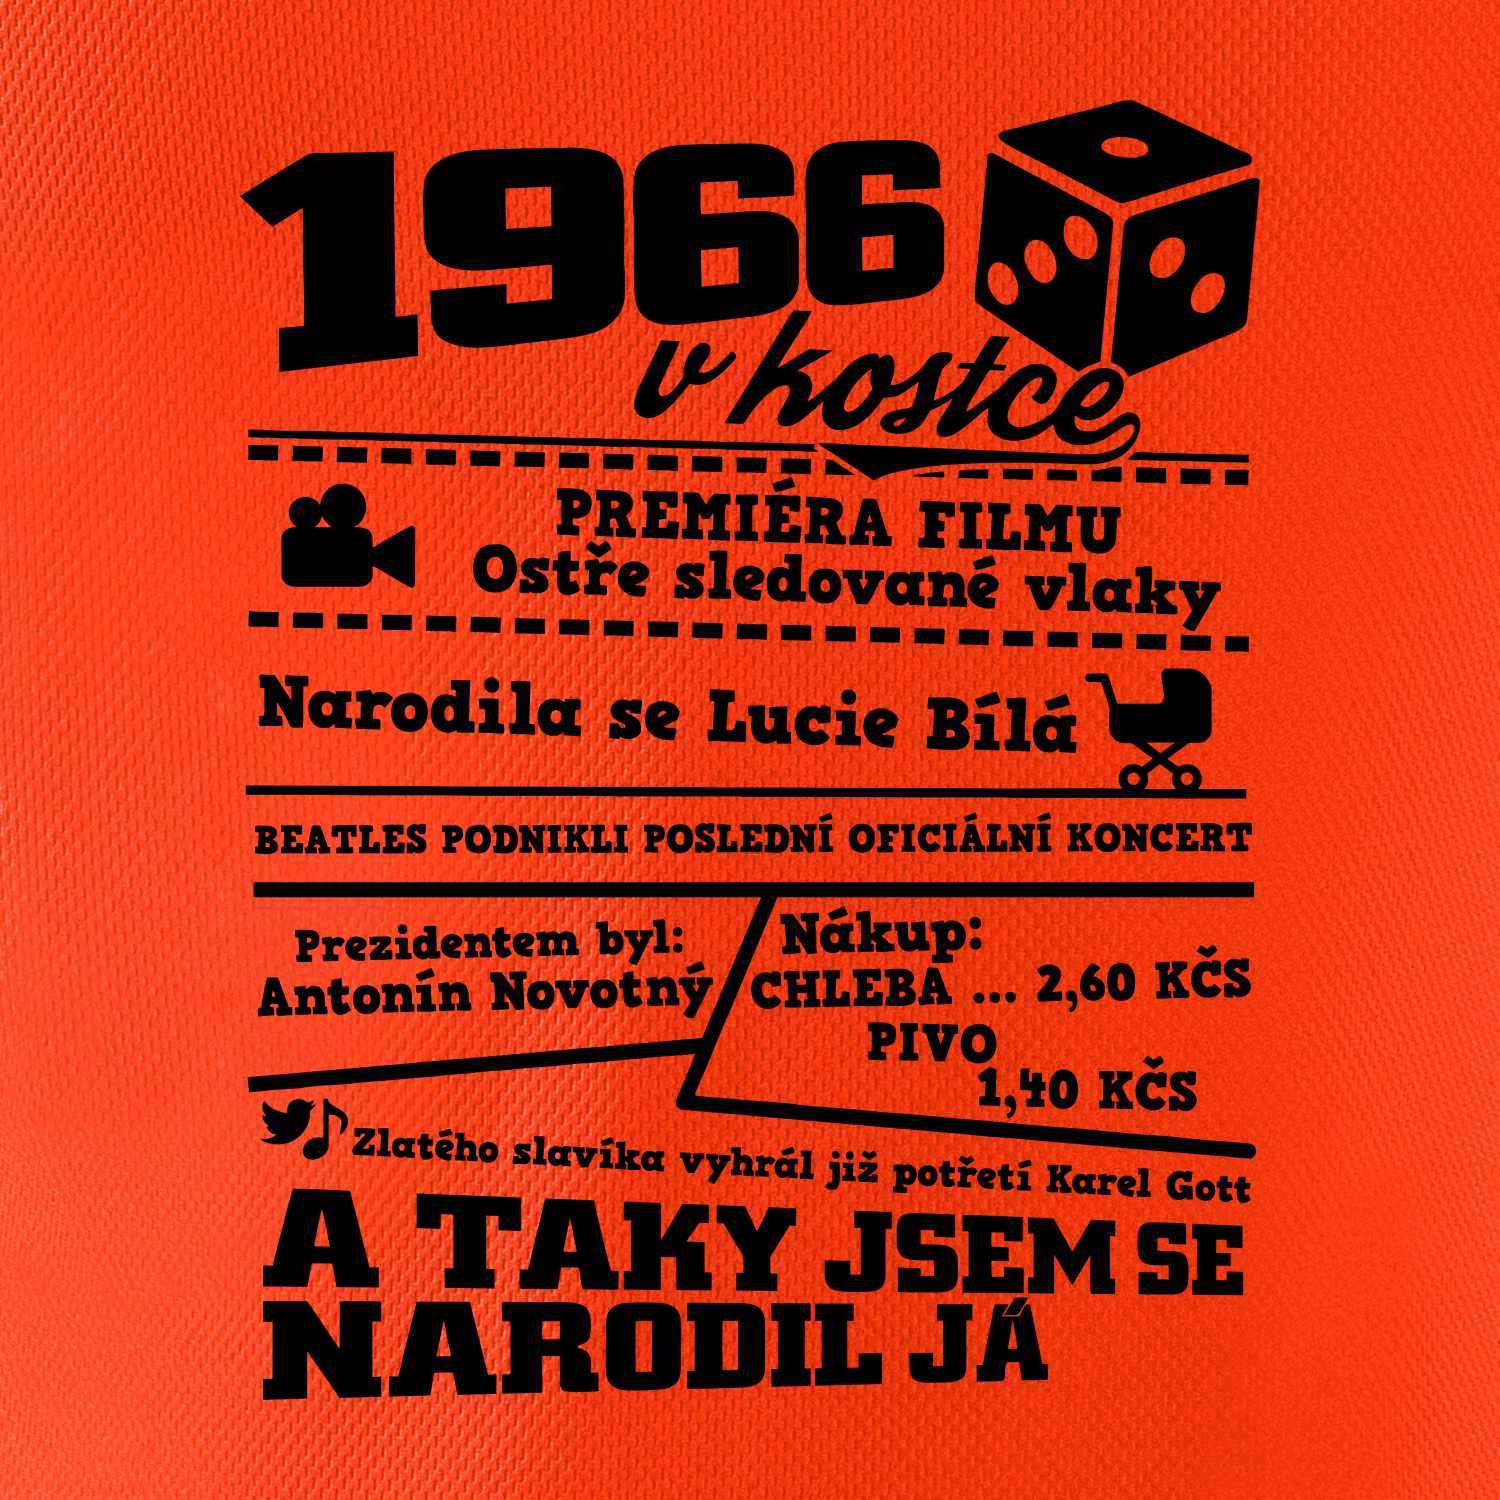 1966
v kostce
PREMIÉRA FILMU
Ostře sledované vlaky
Narodila se Lucie Bílá
BEATLES PODNIKLI POSLEDNÍ OFICIÁLNÍ KONCERT
Prezidentem byl:
Antonín Novotný
Nákup:
CHLEBA ... 2,60 KČS
PIVO
1,40 KČS
Zlatého slavíka vyhrál již potřetí Karel Gott
A TAKY JSEM SE
NARODIL JÁ